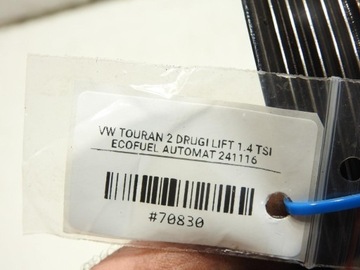 VW TOURAN 2 DRUGI LIFT 1.4 TSI
ECOFUEL AUTOMAT 241116
#70830